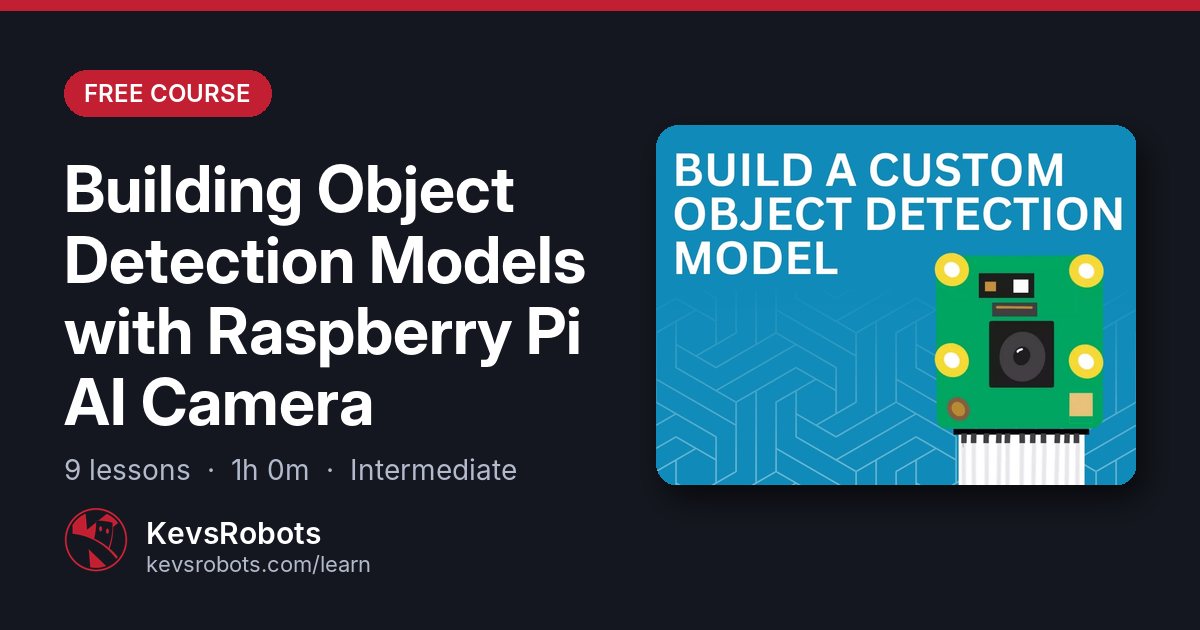 FREE COURSE
Building Object
Detection Models
with Raspberry Pi
AI Camera
9 lessons · 1h 0m · Intermediate
KevsRobots
kevsrobots.com/learn
BUILD A CUSTOM
OBJECT DETECTION
MODEL